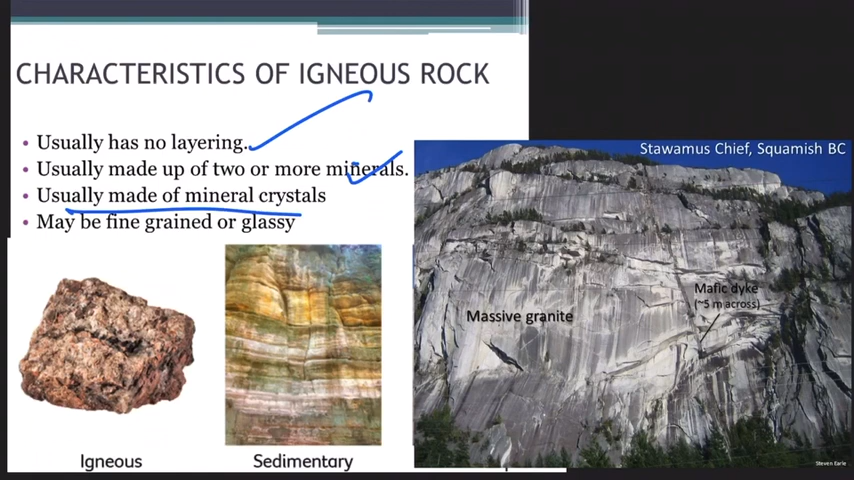 CHARACTERISTICS OF IGNEOUS ROCK
• Usually has no layering.
• Usually made up of two or more minerals.
• Usually made of mineral crystals
• May be fine grained or glassy
Stawamus Chief, Squamish BC
Mafic dyke
(~5 m across)
Massive granite
Steven Earle
Igneous
Sedimentary